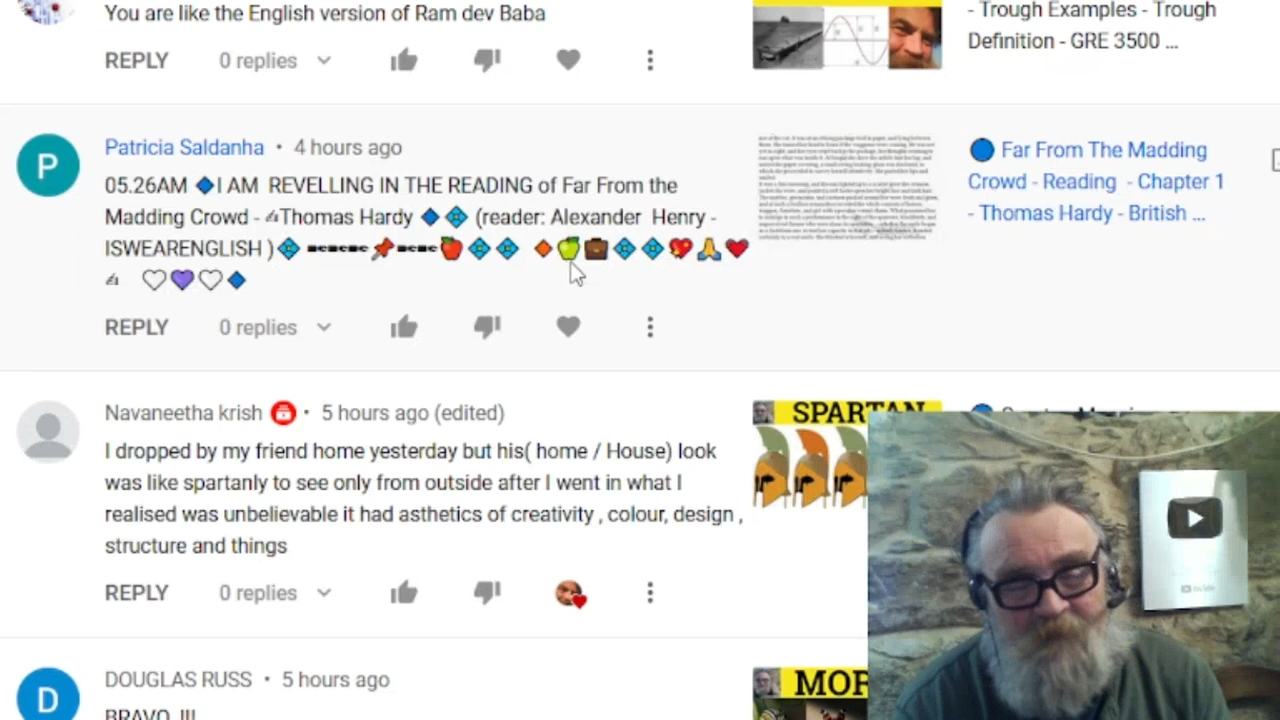 You are like the English version of Ram dev Baba
REPLY 0 replies
- Trough Examples - Trough
Definition - GRE 3500 ...
P
Patricia Saldanha • 4 hours ago
05.26AM 🔹I AM REVELLING IN THE READING of Far From the
Madding Crowd - ✍Thomas Hardy 🔷💠 (reader: Alexander Henry -
ISWEARENGLISH )💠 📌🍎💠💠 🔸🍏💼💠💠💖🙏❤
✍ 🤍💜🤍🔹
REPLY 0 replies
🔵 Far From The Madding
Crowd - Reading - Chapter 1
- Thomas Hardy - British ...
Navaneetha krish • 5 hours ago (edited)
I dropped by my friend home yesterday but his( home / House) look
was like spartanly to see only from outside after I went in what I
realised was unbelievable it had asthetics of creativity , colour, design ,
structure and things
REPLY 0 replies
SPARTAN
D
DOUGLAS RUSS • 5 hours ago
BRAVO !!!
MOR